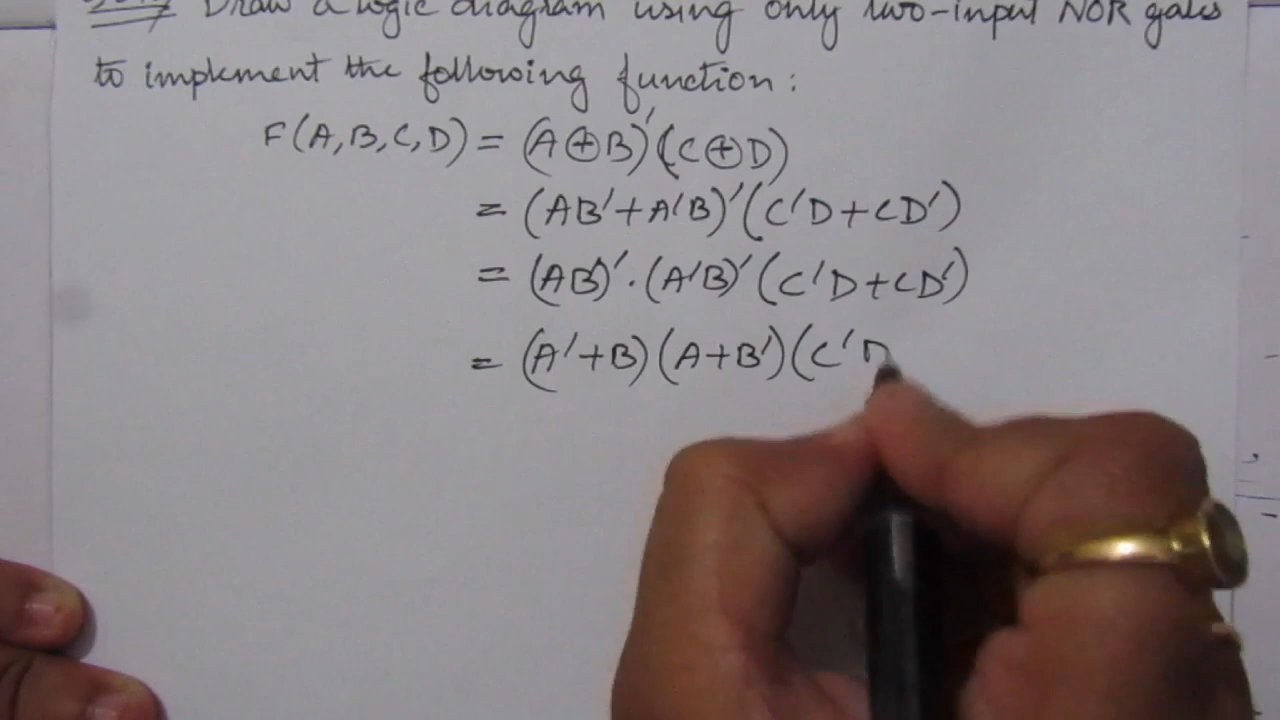 Draw a logic diagram using only two-input NOR gates
to implement the following function:
F(A,B,C,D) = (A⊕B)'(C⊕D)
= (AB'+A'B)'(C'D+CD')
= (AB')'.(A'B)'(C'D+CD')
= (A'+B)(A+B')(C'D